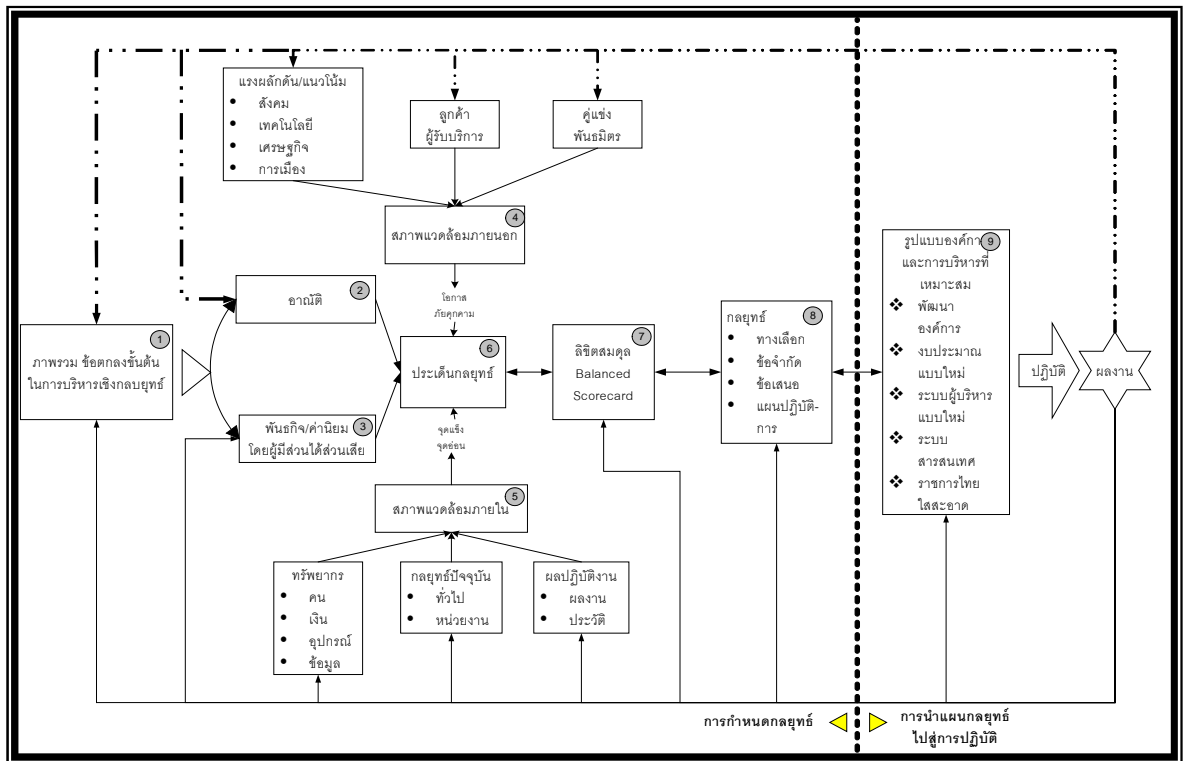 แรงผลักดัน/แนวโน้ม
• สังคม
• เทคโนโลยี
• เศรษฐกิจ
• การเมือง
ลูกค้า
ผู้รับบริการ
คู่แข่ง
พันธมิตร
4
สภาพแวดล้อมภายนอก
โอกาส
ภัยคุกคาม
1
ภาพรวม ข้อตกลงขั้นต้น
ในการบริหารเชิงกลบยุทธ์
2
อาณัติ
3
พันธกิจ/ค่านิยม
โดยผู้มีส่วนได้ส่วนเสีย
6
ประเด็นกลยุทธ์
จุดแข็ง
จุดอ่อน
5
สภาพแวดล้อมภายใน
ทรัพยากร
• คน
• เงิน
• อุปกรณ์
• ข้อมูล
กลยุทธ์ปัจจุบัน
• ทั่วไป
• หน่วยงาน
ผลปฏิบัติงาน
• ผลงาน
• ประวัติ
7
ลิขิตสมดุล
Balanced
Scorecard
8
กลยุทธ์
• ทางเลือก
• ข้อจำกัด
• ข้อเสนอ
• แผนปฏิบัติ-
การ
9
รูปแบบองค์กา
และการบริหารที่
เหมาะสม
❖ พัฒนา
องค์การ
❖ งบประมาณ
แบบใหม่
❖ ระบบผู้บริหาร
แบบใหม่
❖ ระบบ
สารสนเทศ
❖ ราชการไทย
ใสสะอาด
ปฏิบัติ
ผลงาน
การกำหนดกลยุทธ์
การนำแผนกลยุทธ์
ไปสู่การปฏิบัติ